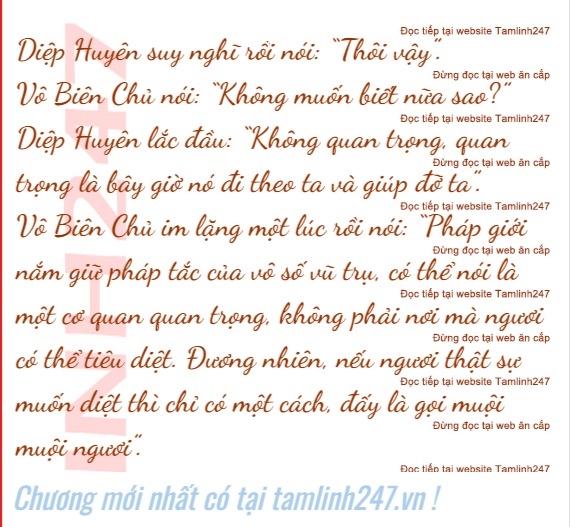 Đọc tiếp tại website Tamlinh247
Diệp Huyên suy nghĩ rồi nói: “Thôi vậy”.
Đừng đọc tại web ăn cắp
Vô Biên Chủ nói: “Không muốn biết nữa sao?”
Đọc tiếp tại website Tamlinh247
Diệp Huyên lắc đầu: “Không quan trọng, quan
Đừng đọc tại web ăn cắp
trọng là bây giờ nó đi theo ta và giúp đỡ ta”.
Đọc tiếp tại website Tamlinh247
Vô Biên Chủ im lặng một lúc rồi nói: “Pháp giới
Đừng đọc tại web ăn cắp
nắm giữ pháp tắc của vô số vũ trụ, có thể nói là
Đọc tiếp tại website Tamlinh247
một cơ quan quan trọng, không phải nơi mà ngươi
Đừng đọc tại web ăn cắp
có thể tiêu diệt. Đương nhiên, nếu ngươi thật sự
Đọc tiếp tại website Tamlinh247
muốn diệt thì chỉ có một cách, đấy là gọi muội
Đừng đọc tại web ăn cắp
muội ngươi”.
Đọc tiếp tại website Tamlinh247
INH247
Chương mới nhất có tại tamlinh247.vn !